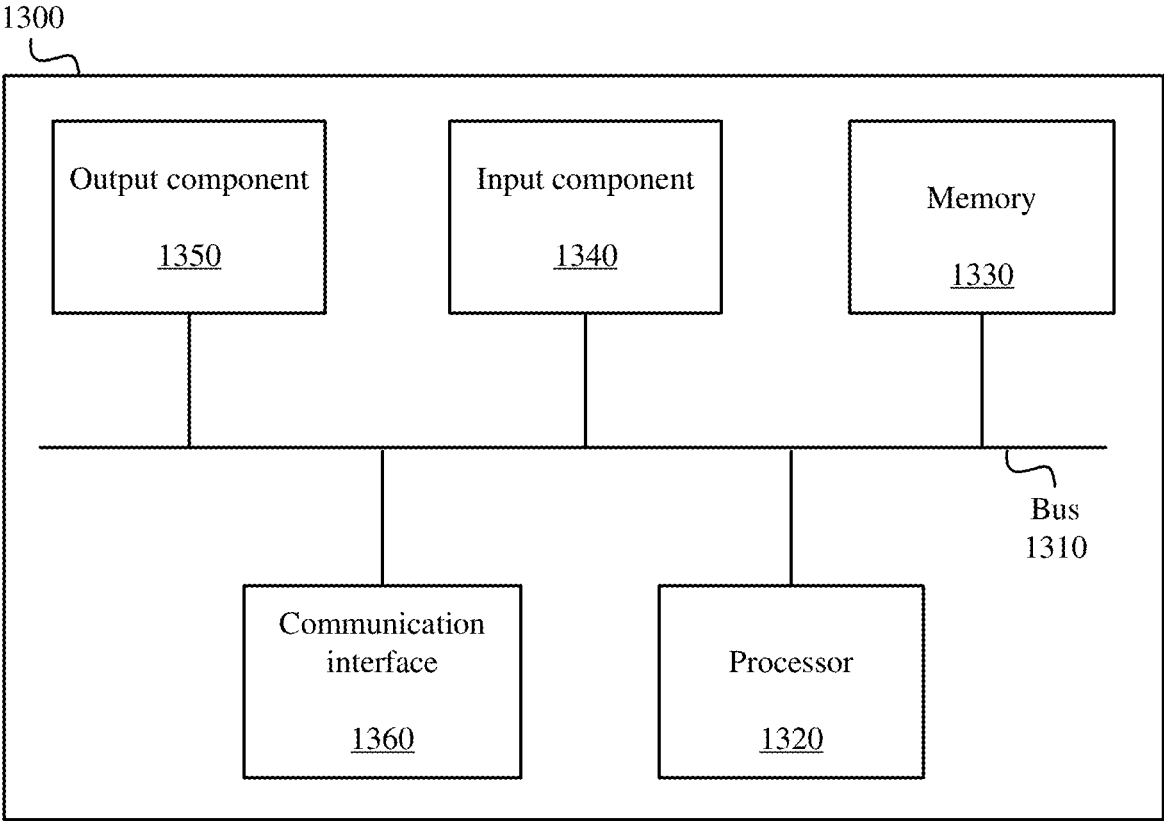 1300
Output component
1350
Input component
1340
Memory
1330
Bus
1310
Communication
interface
1360
Processor
1320